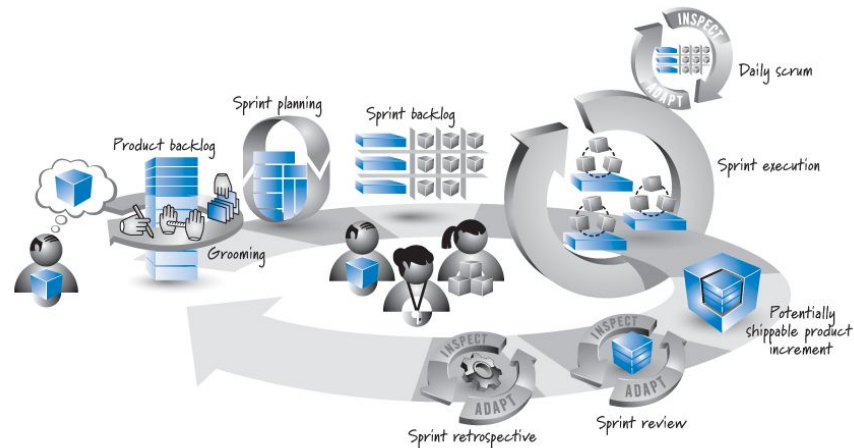 INSPECT
ADAPT
Daily scrum
Sprint planning
Sprint backlog
Product backlog
Sprint execution
Grooming
Potentially
shippable product
increment
INSPECT
ADAPT
Sprint review
INSPECT
ADAPT
Sprint retrospective